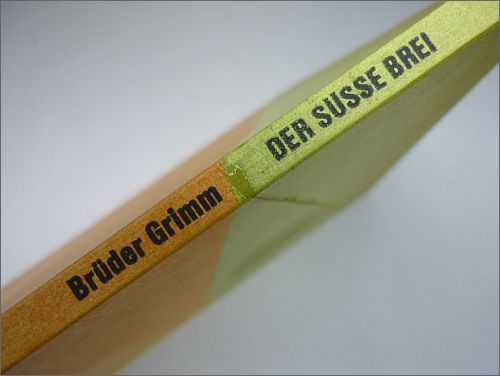 Brüder Grimm
DER SÜSSE BREI